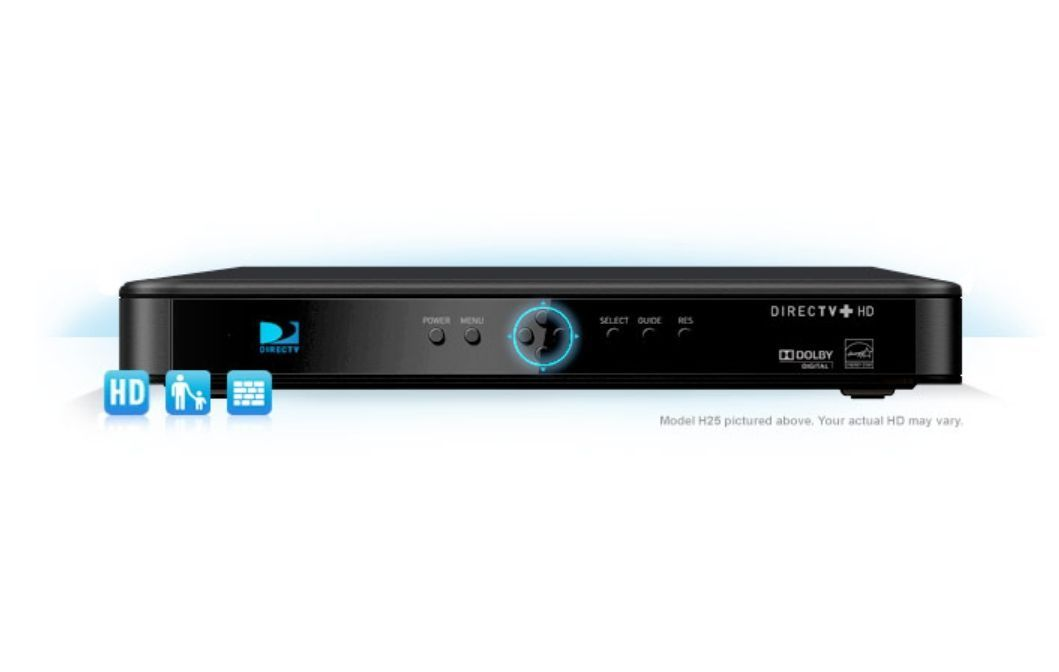 POWER MENU
SELECT GUIDE RES
DIRECTV+ HD
DIRECTV
DOLBY
DIGITAL
HD
Model H25 pictured above. Your actual HD may vary.